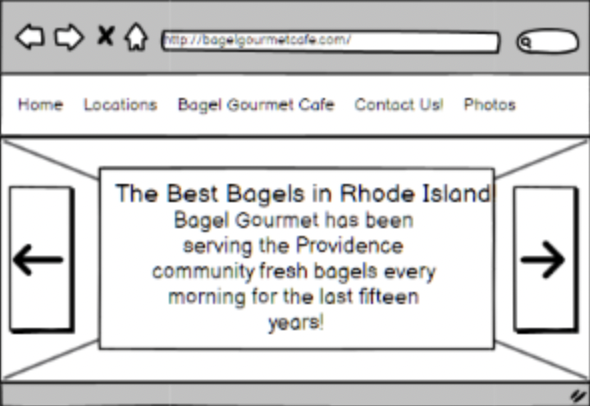 http://bagelgourmetcafe.com/
Home Locations Bagel Gourmet Cafe Contact Us! Photos
The Best Bagels in Rhode Island
Bagel Gourmet has been
serving the Providence
community fresh bagels every
morning for the last fifteen
years!